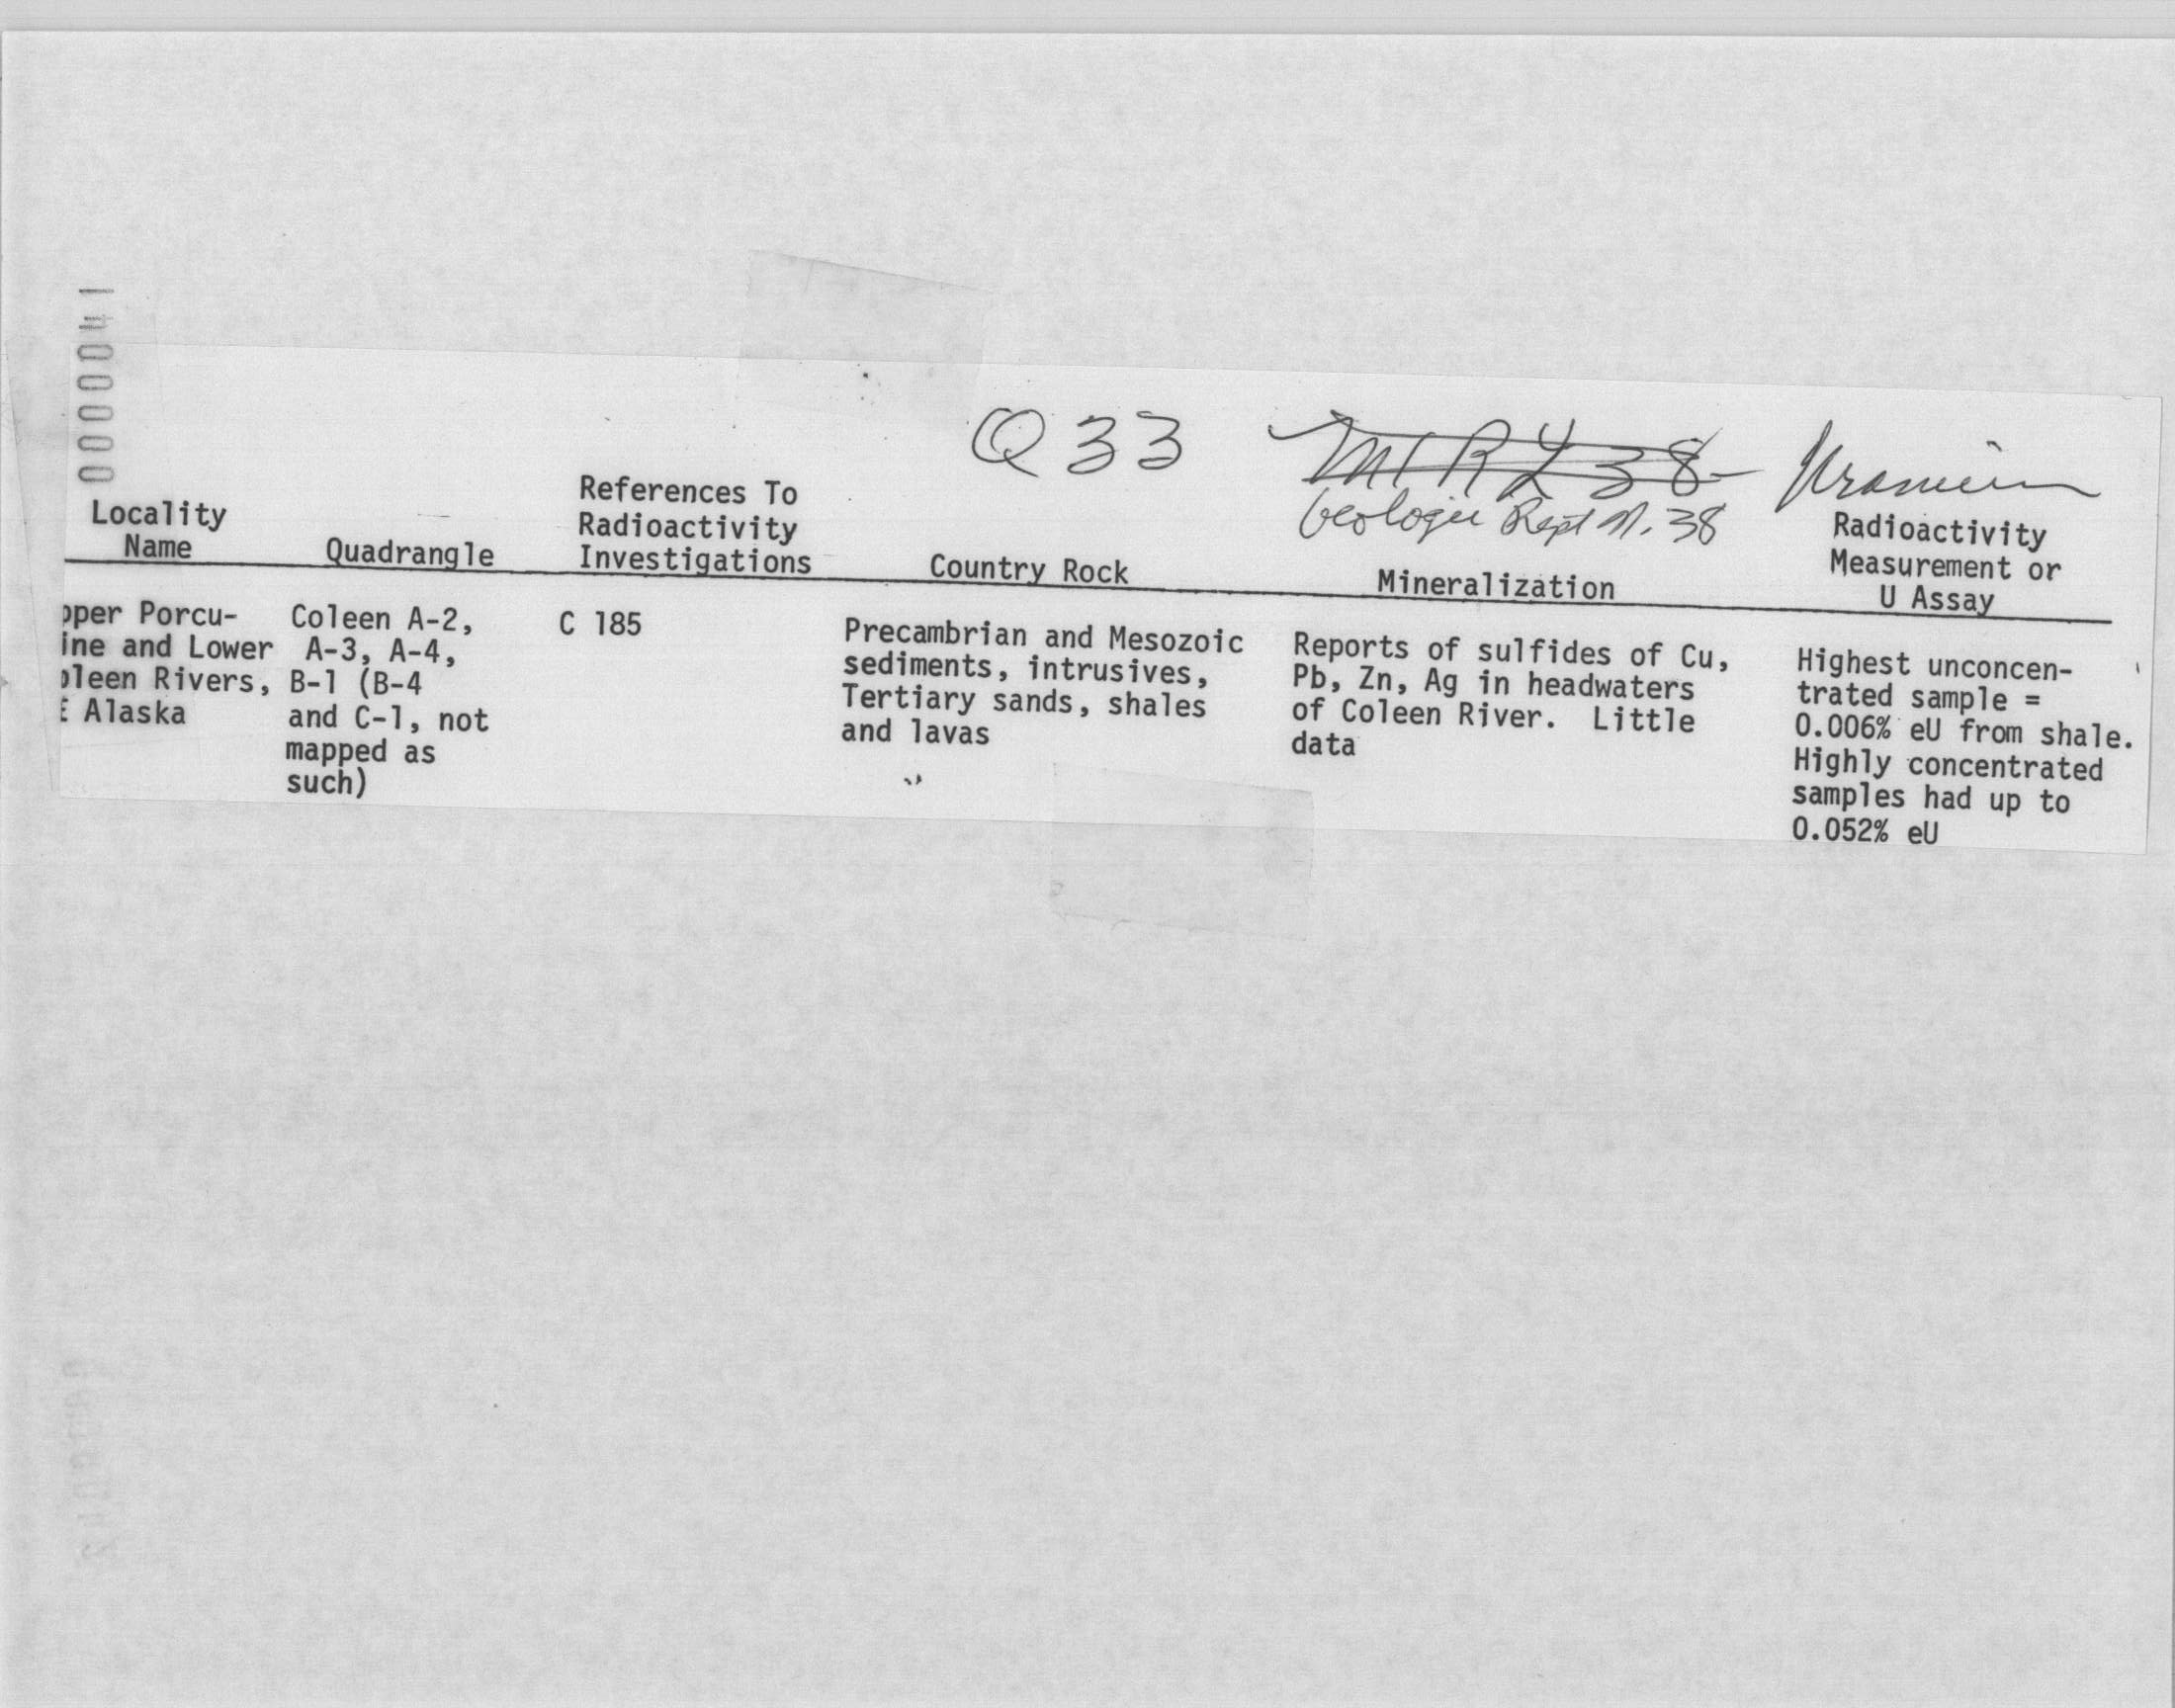 0000041
Q 33
Uranium
Geologic Rept N. 38
Locality
Name
Quadrangle
References To
Radioactivity
Investigations
Country Rock
Mineralization
Radioactivity
Measurement or
U Assay
pper Porcu-
ine and Lower
oleen Rivers,
E Alaska
Coleen A-2,
A-3, A-4,
B-1 (B-4
and C-1, not
mapped as
such)
C 185
Precambrian and Mesozoic
sediments, intrusives,
Tertiary sands, shales
and lavas
Reports of sulfides of Cu,
Pb, Zn, Ag in headwaters
of Coleen River.  Little
data
Highest unconcen-
trated sample =
0.006% eU from shale.
Highly concentrated
samples had up to
0.052% eU